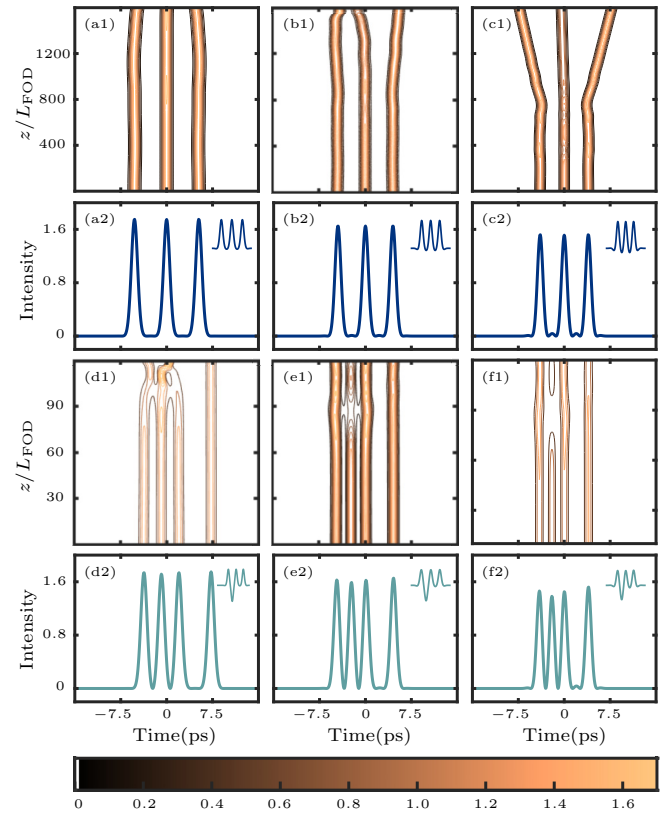 (a1) (b1) (c1)
1200
800
400
z/L_FOD
(a2) (b2) (c2)
1.6
0.8
0
Intensity
(d1) (e1) (f1)
90
60
30
z/L_FOD
(d2) (e2) (f2)
1.6
0.8
0
Intensity
−7.5 0 7.5 −7.5 0 7.5 −7.5 0 7.5
Time(ps) Time(ps) Time(ps)
0 0.2 0.4 0.6 0.8 1.0 1.2 1.4 1.6